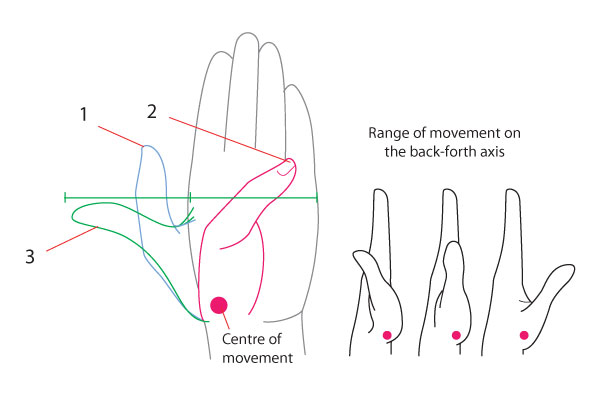 1
2
3
Centre of
movement
Range of movement on
the back-forth axis